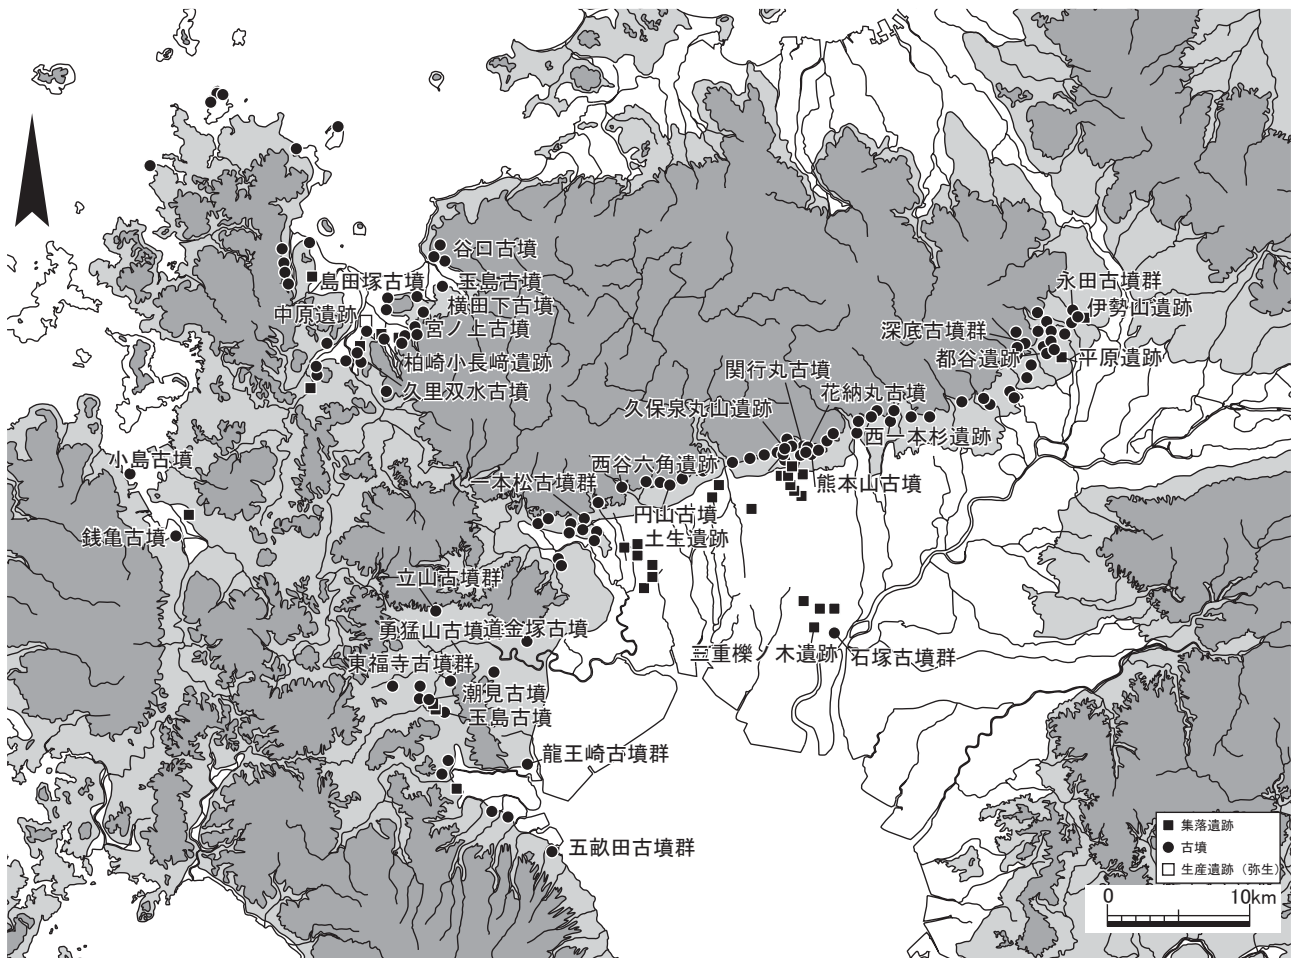 谷口古墳
玉島古墳
島田塚古墳
横田下古墳
中原遺跡
宮ノ上古墳
柏崎小長﨑遺跡
久里双水古墳
永田古墳群
伊勢山遺跡
深底古墳群
都谷遺跡
平原遺跡
関行丸古墳
花納丸古墳
久保泉丸山遺跡
西一本杉遺跡
小島古墳
西谷六角遺跡
一本松古墳群
熊本山古墳
円山古墳
銭亀古墳
土生遺跡
立山古墳群
勇猛山古墳
道金塚古墳
三重櫟ノ木遺跡
石塚古墳群
東福寺古墳群
潮見古墳
玉島古墳
龍王崎古墳群
五畝田古墳群
集落遺跡
古墳
生産遺跡（弥生）
0 10km